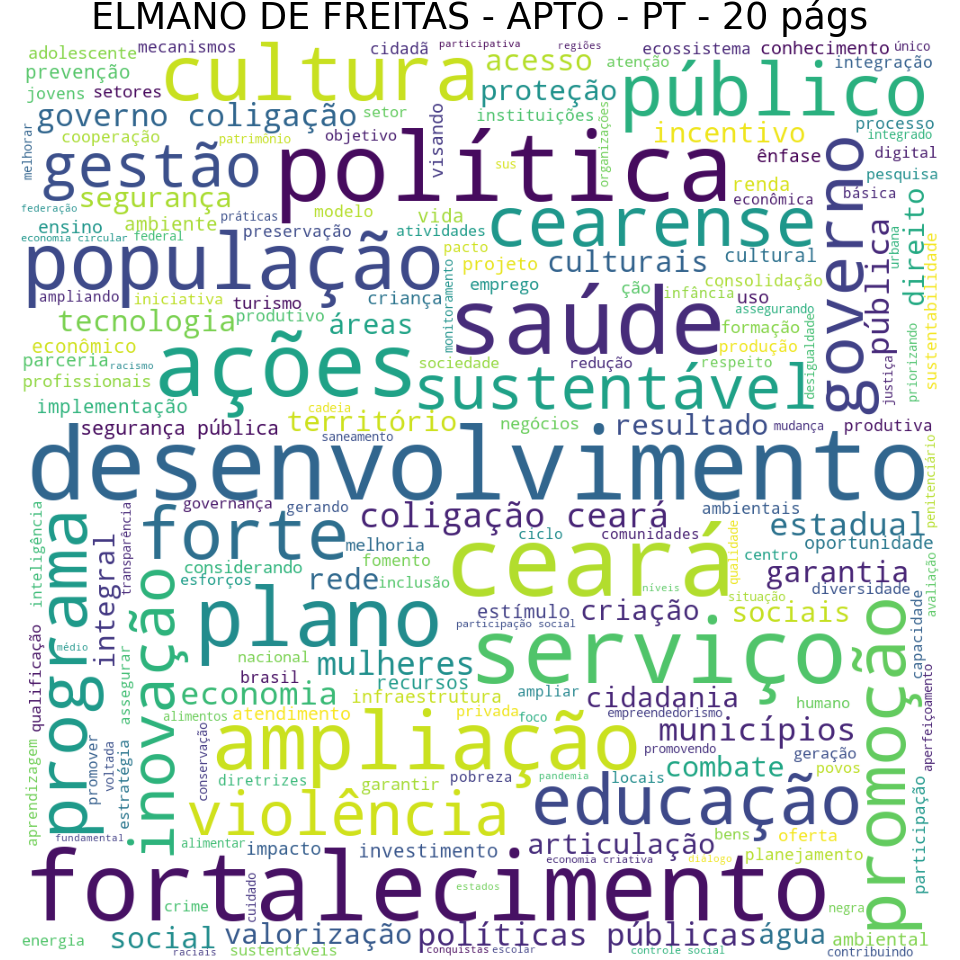 ELMANO DE FREITAS - APTO - PT - 20 págs
adolescente mecanismos cultura cidadã participativa acesso regiões ecossistema conhecimento único
prevenção atenção integração
jovens setores proteção público
governo coligação setor instituições organizações
cooperação patrimônio objetivo visando incentivo processo integrado
melhorar gestão política sus ênfase governo digital
segurança renda pesquisa
federação práticas modelo vida cearense econômica básica direito
ensino ambiente preservação atividades pública urbana
economia circular federal pacto
população projeto culturais cultural sustentabilidade
ampliando iniciativa turismo criança monitoramento emprego ção infância consolidação uso
tecnologia produtivo áreas saúde assegurando formação
econômico produção desigualdade
parceria racismo ações sociedade redução respeito justiça priorizando
profissionais sustentável
implementação cadeia território negócios resultado mudança produtiva
segurança pública saneamento
desenvolvimento penitenciário
inteligência programa transparência governança gerando coligação ceará ambientais estadual
forte melhoria ciclo comunidades qualidade oportunidade
considerando fomento ceará centro
esforços rede inclusão níveis garantia avaliação
integral inovação plano estímulo criação situação diversidade
participação social sociais capacidade
qualificação médio nacional mulheres serviço promoção
assegurar brasil recursos
economia infraestrutura ampliar cidadania humano aperfeiçoamento
alimentos atendimento privada foco empreendedorismo
ampliação municípios
aprendizagem promover voltada estratégia conservação promovendo geração
diretrizes garantir pobreza pandemia locais combate povos
violência educação participação
fundamental alimentar impacto investimento articulação bens oferta
economia criativa diálogo planejamento
fortalecimento
cuidado estados
crime negra
energia social valorização políticas públicas água ambiental
raciais sustentáveis conquistas escolar controle social contribuindo